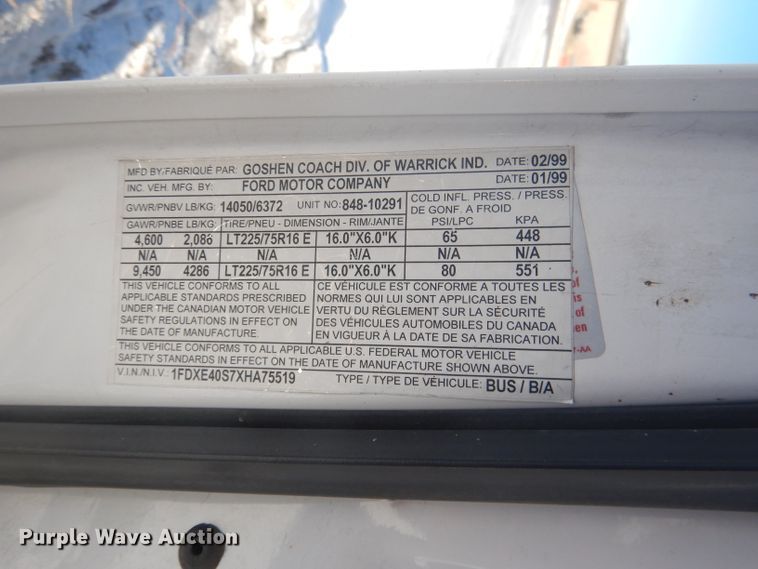 MFD BY/FABRIQUÉ PAR: GOSHEN COACH DIV. OF WARRICK IND. DATE: 02/99
INC. VEH. MFG. BY: FORD MOTOR COMPANY DATE: 01/99
GVWR/PNBV LB/KG: 14050/6372 UNIT NO: 848-10291 COLD INFL. PRESS. / PRESS. DE GONF. A FROID
GAWR/PNBE LB/KG TIRE/PNEU - DIMENSION - RIM/JANTE PSI/LPC KPA
4,600 2,086 LT225/75R16 E 16.0"X6.0"K 65 448
N/A N/A N/A N/A N/A N/A
9,450 4286 LT225/75R16 E 16.0"X6.0"K 80 551
THIS VEHICLE CONFORMS TO ALL
APPLICABLE STANDARDS PRESCRIBED
UNDER THE CANADIAN MOTOR VEHICLE
SAFETY REGULATIONS IN EFFECT ON
THE DATE OF MANUFACTURE.
CE VÉHICULE EST CONFORME A TOUTES LES
NORMES QUI LUI SONT APPLICABLES EN
VERTU DU RÉGLEMENT SUR LA SÉCURITÉ
DES VÉHICULES AUTOMOBILES DU CANADA
EN VIGUEUR A LA DATE DE SA FABRICATION.
THIS VEHICLE CONFORMS TO ALL APPLICABLE U.S. FEDERAL MOTOR VEHICLE
SAFETY STANDARDS IN EFFECT ON THE DATE OF MANUFACTURE SHOWN ABOVE.
V.I.N./N.I.V.: 1FDXE40S7XHA75519 TYPE / TYPE DE VÉHICULE: BUS / B/A
of
is
of
en
-AA
Purple Wave Auction